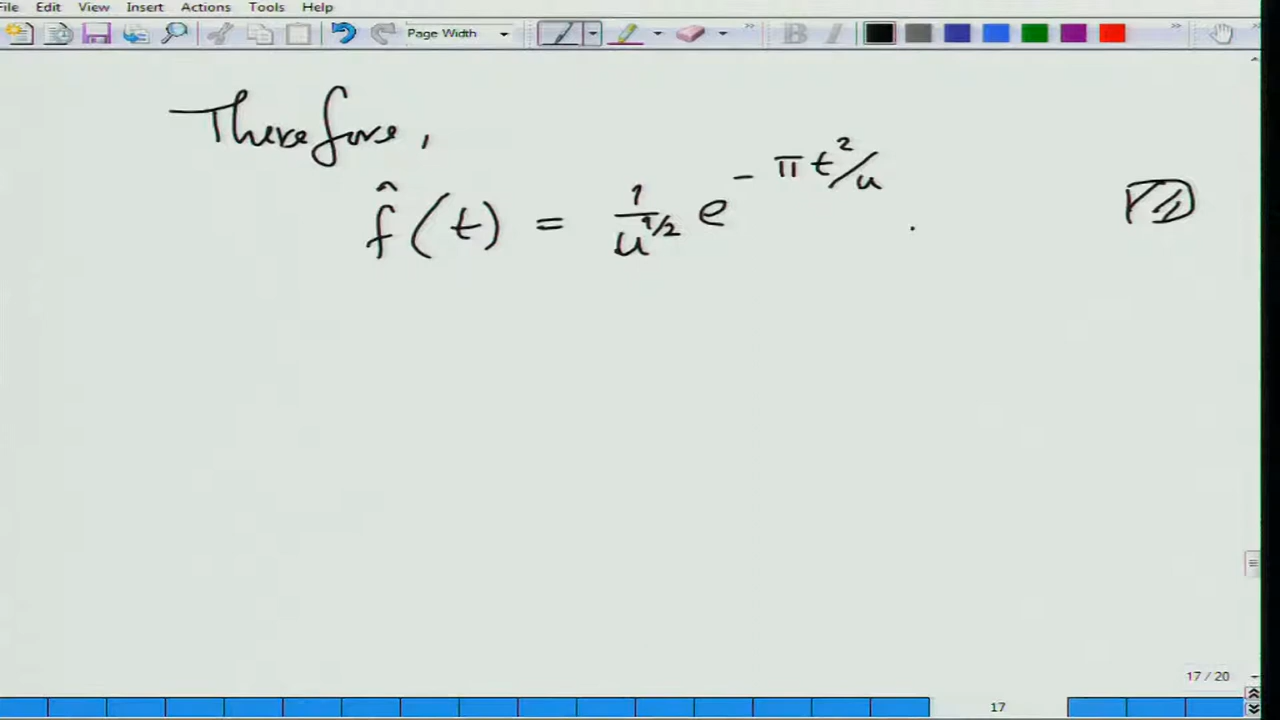 File Edit View Insert Actions Tools Help
Page Width
B I
Therefore,
f̂(t) = 1/u^{1/2} e^{-πt²/u}.
17 / 20
17